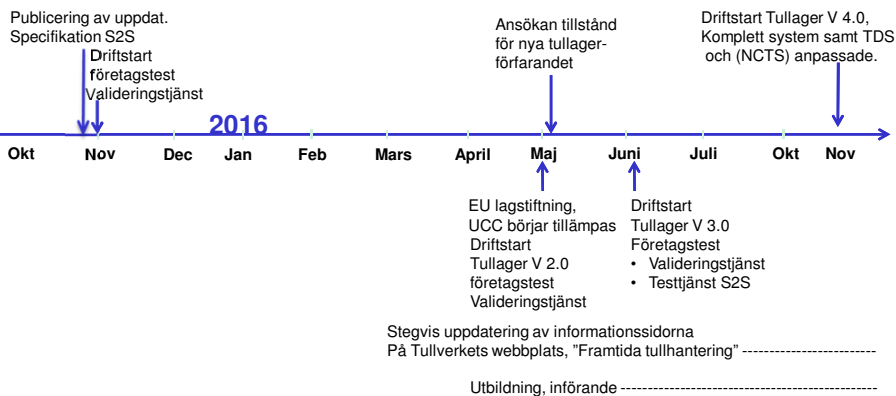 Publicering av uppdat.
Specifikation S2S
Driftstart
företagstest
Valideringstjänst
Ansökan tillstånd
för nya tullager-
förfarandet
Driftstart Tullager V 4.0,
Komplett system samt TDS
och (NCTS) anpassade.
2016
Okt Nov Dec Jan Feb Mars April Maj Juni Juli Okt Nov
EU lagstiftning,
UCC börjar tillämpas
Driftstart
Tullager V 2.0
företagstest
Valideringstjänst
Driftstart
Tullager V 3.0
Företagstest
• Valideringstjänst
• Testtjänst S2S
Stegvis uppdatering av informationssidorna
På Tullverkets webbplats, ”Framtida tullhantering” -------------------------
Utbildning, införande ------------------------------------------------